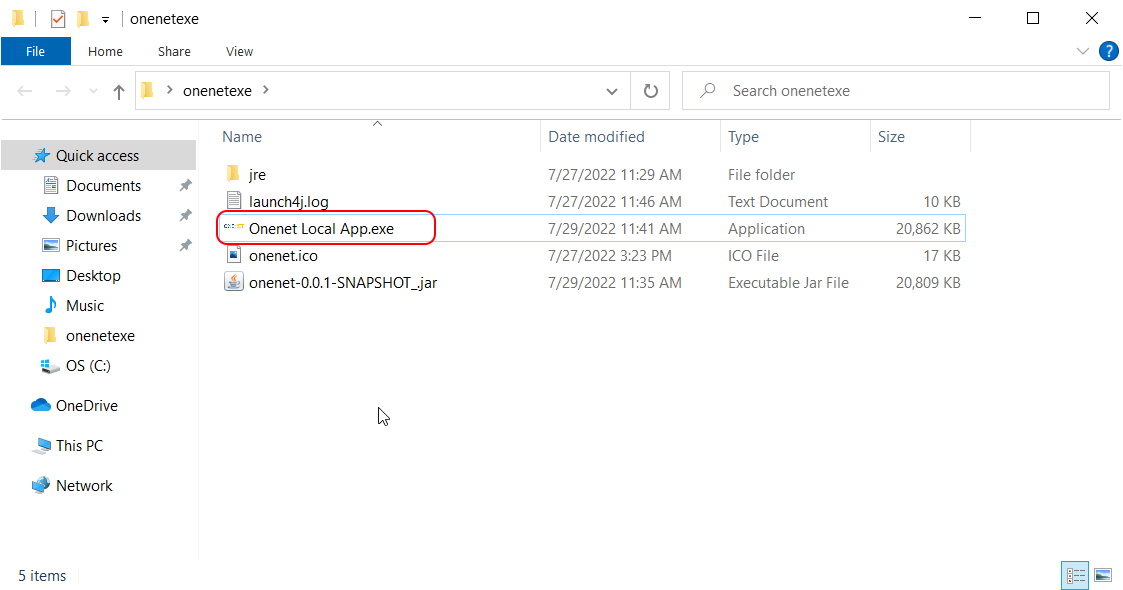 onenetexe
File Home Share View
onenetexe
Search onenetexe
Name Date modified Type Size
Quick access
Documents
Downloads
Pictures
Desktop
Music
onenetexe
OS (C:)
OneDrive
This PC
Network
jre 7/27/2022 11:29 AM File folder
launch4j.log 7/27/2022 11:46 AM Text Document 10 KB
Onenet Local App.exe 7/29/2022 11:41 AM Application 20,862 KB
onenet.ico 7/27/2022 3:23 PM ICO File 17 KB
onenet-0.0.1-SNAPSHOT_.jar 7/29/2022 11:35 AM Executable Jar File 20,809 KB
5 items